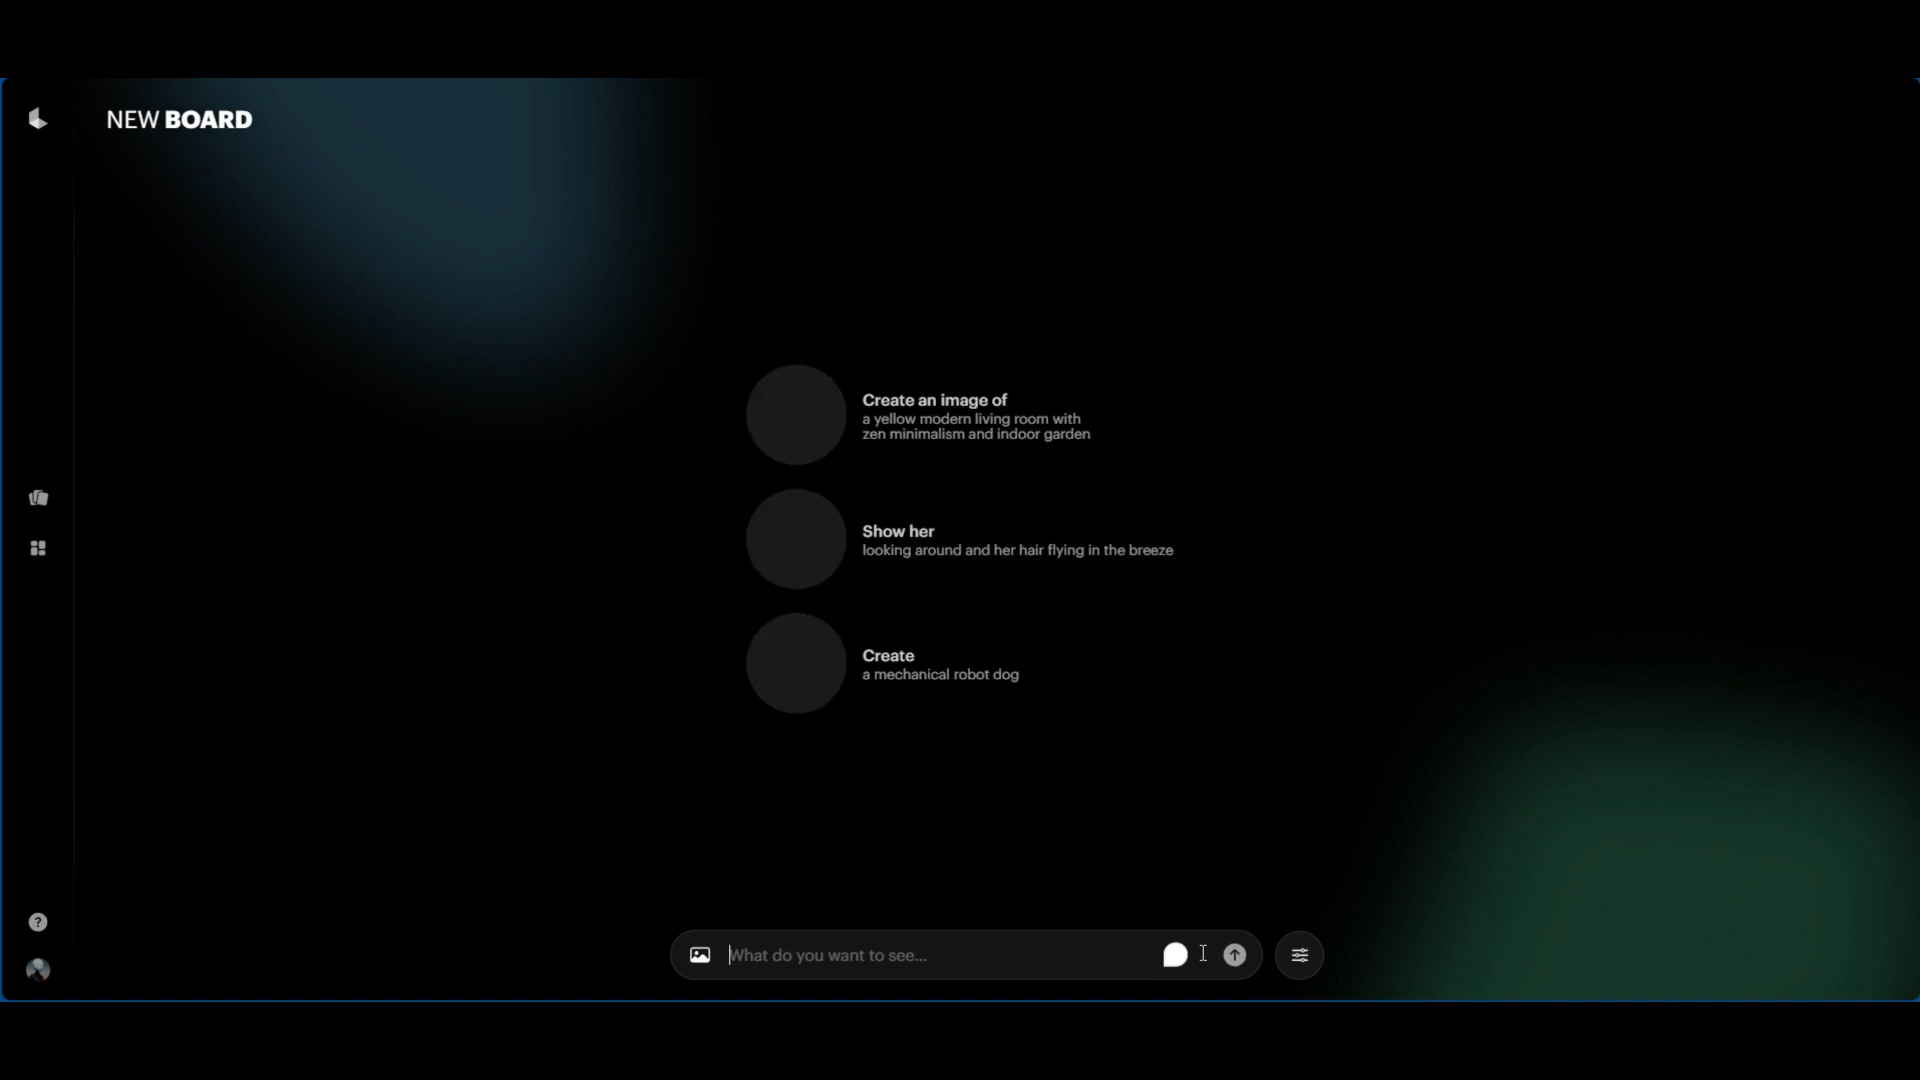 NEW BOARD
Create an image of
a yellow modern living room with
zen minimalism and indoor garden
Show her
looking around and her hair flying in the breeze
Create
a mechanical robot dog
?
What do you want to see...